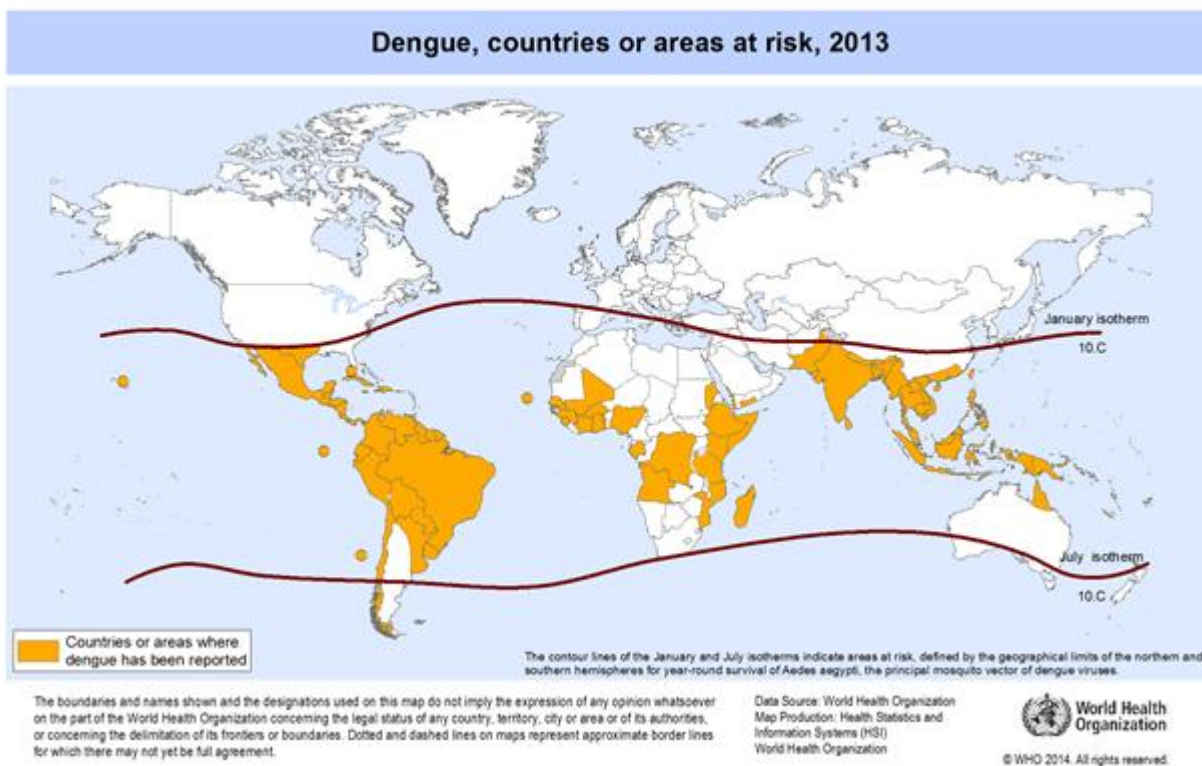 Dengue, countries or areas at risk, 2013
January isotherm
10.C
July isotherm
10.C
Countries or areas where
dengue has been reported
The contour lines of the January and July isotherms indicate areas at risk, defined by the geographical limits of the northern and
southern hemispheres for year-round survival of Aedes aegypti, the principal mosquito vector of dengue viruses.
The boundaries and names shown and the designations used on this map do not imply the expression of any opinion whatsoever
on the part of the World Health Organization concerning the legal status of any country, territory, city or area or of its authorities,
or concerning the delimitation of its frontiers or boundaries. Dotted and dashed lines on maps represent approximate border lines
for which there may not yet be full agreement.
Data Source: World Health Organization
Map Production: Health Statistics and
Information Systems (HSI)
World Health Organization
World Health
Organization
© WHO 2014. All rights reserved.